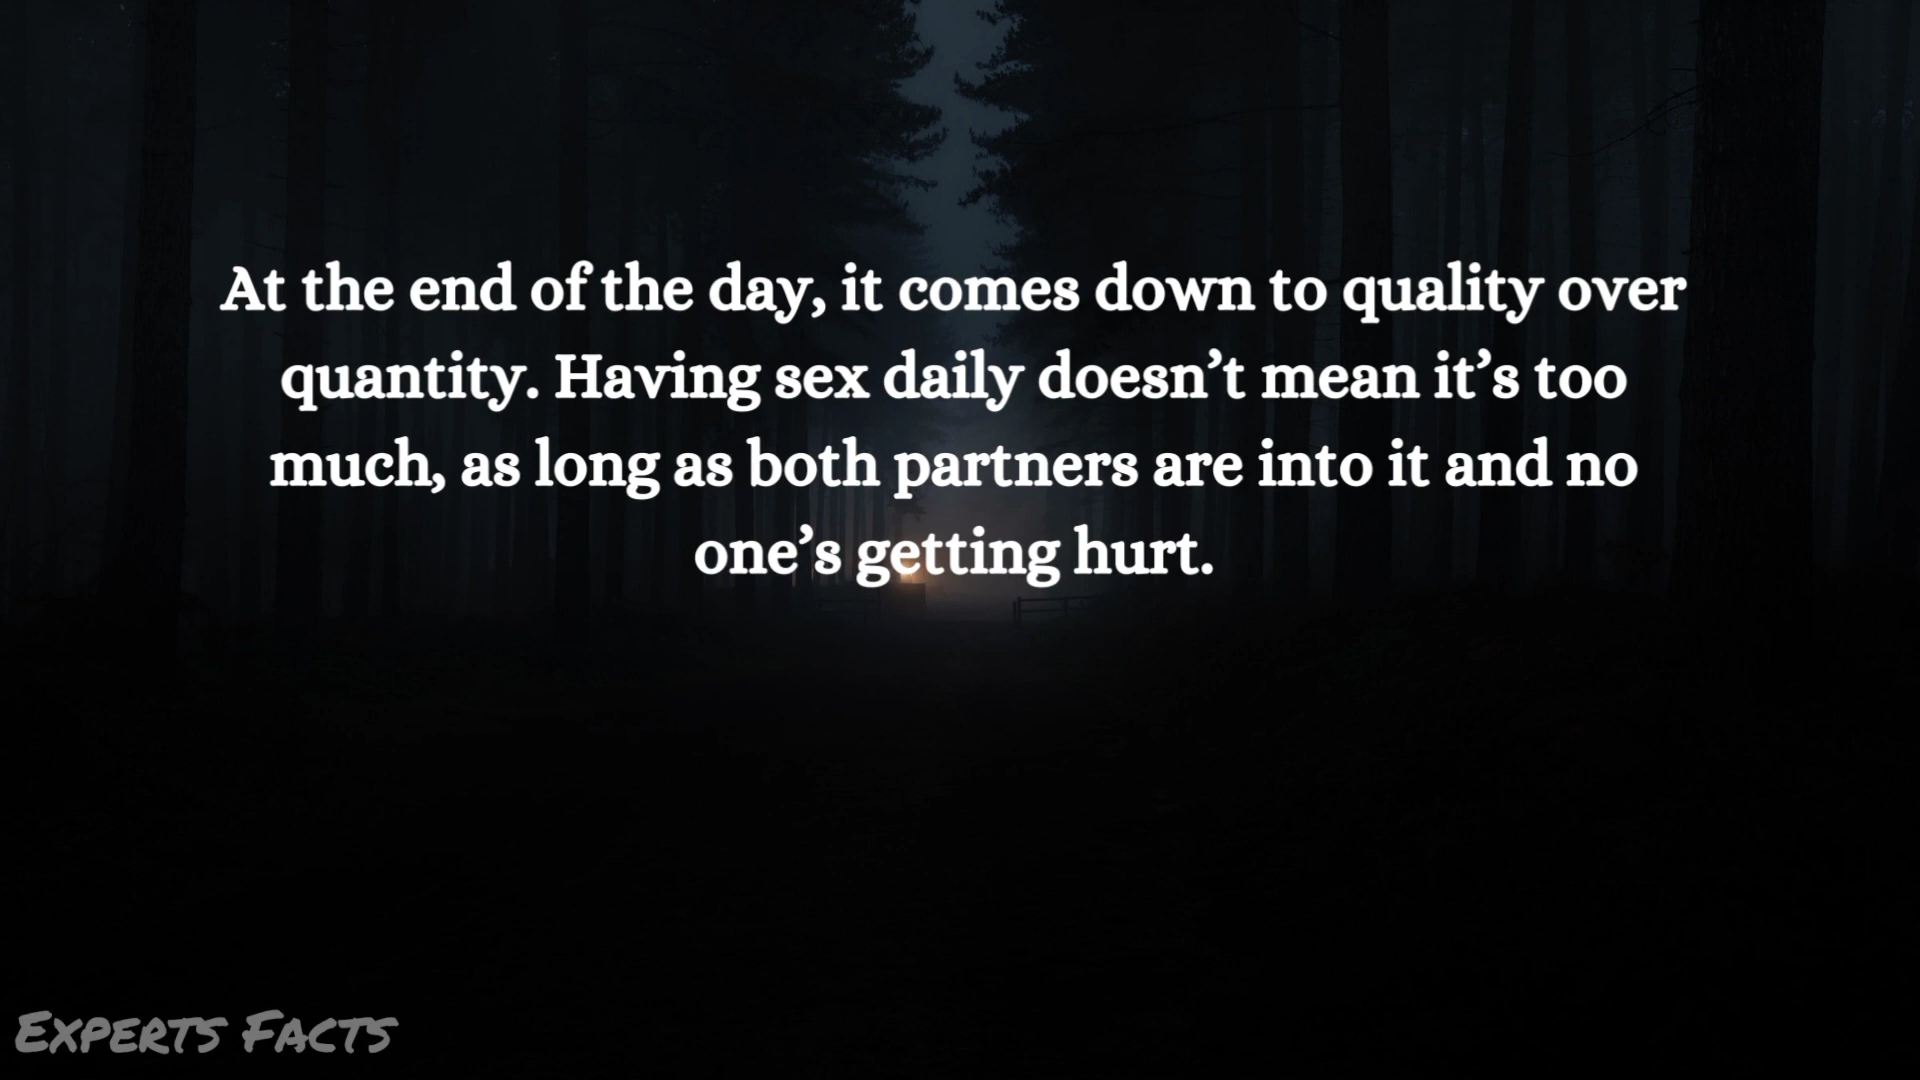 At the end of the day, it comes down to quality over
quantity. Having sex daily doesn’t mean it’s too
much, as long as both partners are into it and no
one’s getting hurt.
Experts Facts